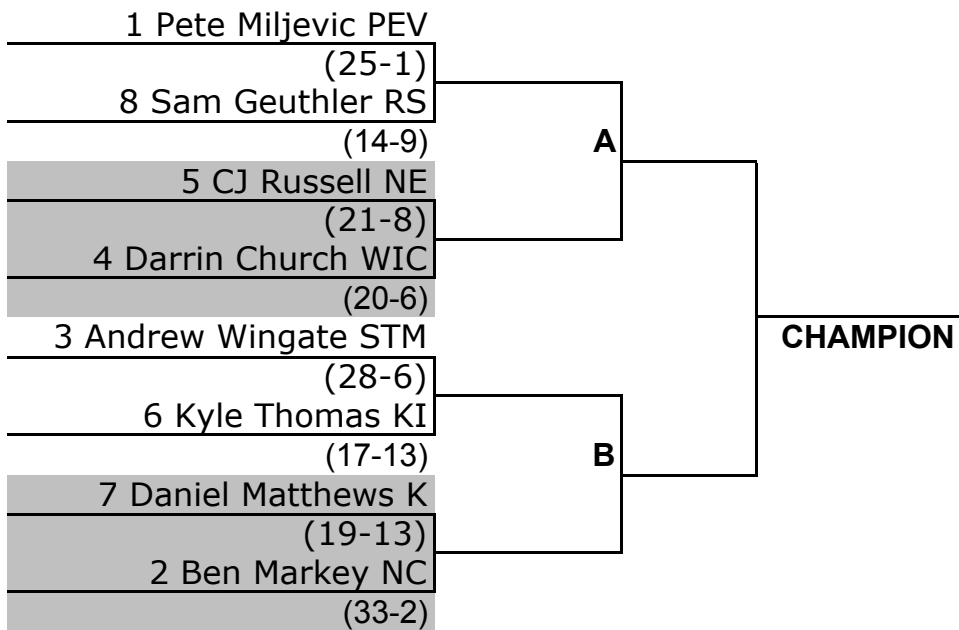 1 Pete Miljevic PEV
(25-1)
8 Sam Geuthler RS
(14-9)
A
5 CJ Russell NE
(21-8)
4 Darrin Church WIC
(20-6)
3 Andrew Wingate STM
CHAMPION
(28-6)
6 Kyle Thomas KI
(17-13)
B
7 Daniel Matthews K
(19-13)
2 Ben Markey NC
(33-2)